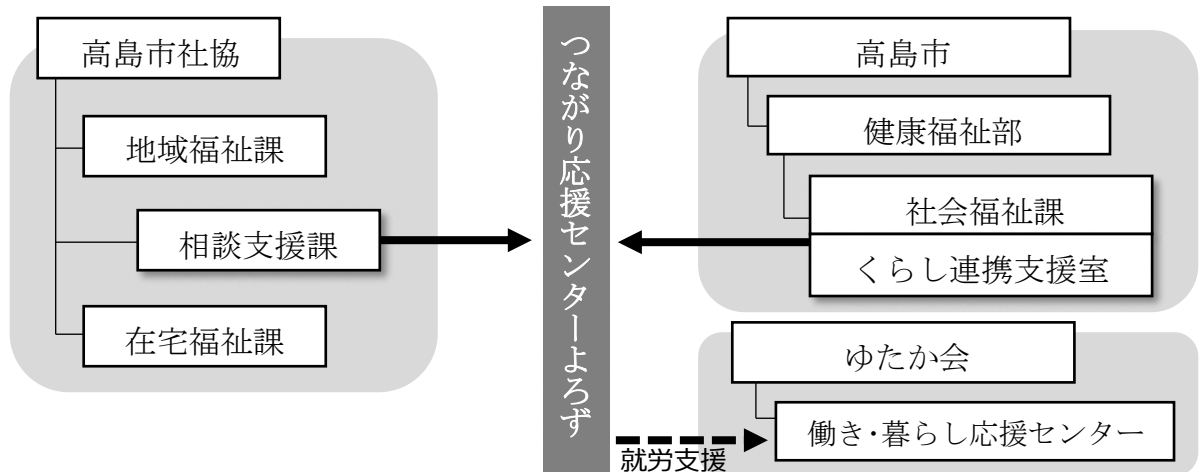 高島市社協
地域福祉課
相談支援課
在宅福祉課
つながり応援センターよろず
高島市
健康福祉部
社会福祉課
くらし連携支援室
ゆたか会
働き・暮らし応援センター
就労支援